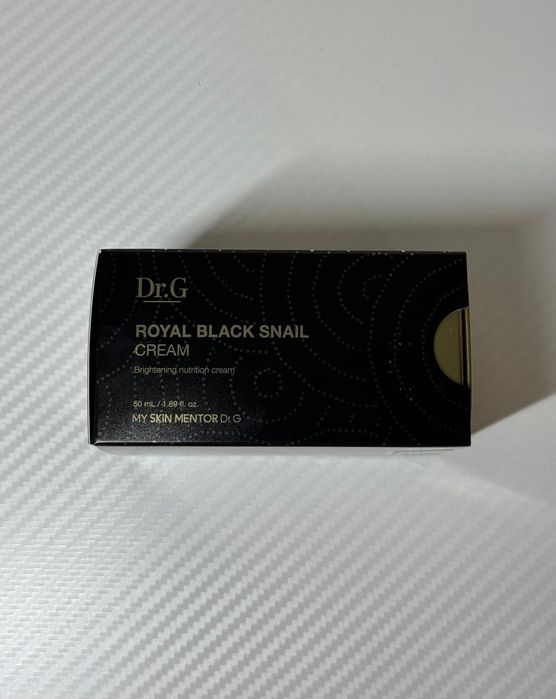 Dr.G
ROYAL BLACK SNAIL
CREAM
Brightening nutrition cream
50 mL / 1.69 fl. oz.
MY SKiN MENTOR Dr.G